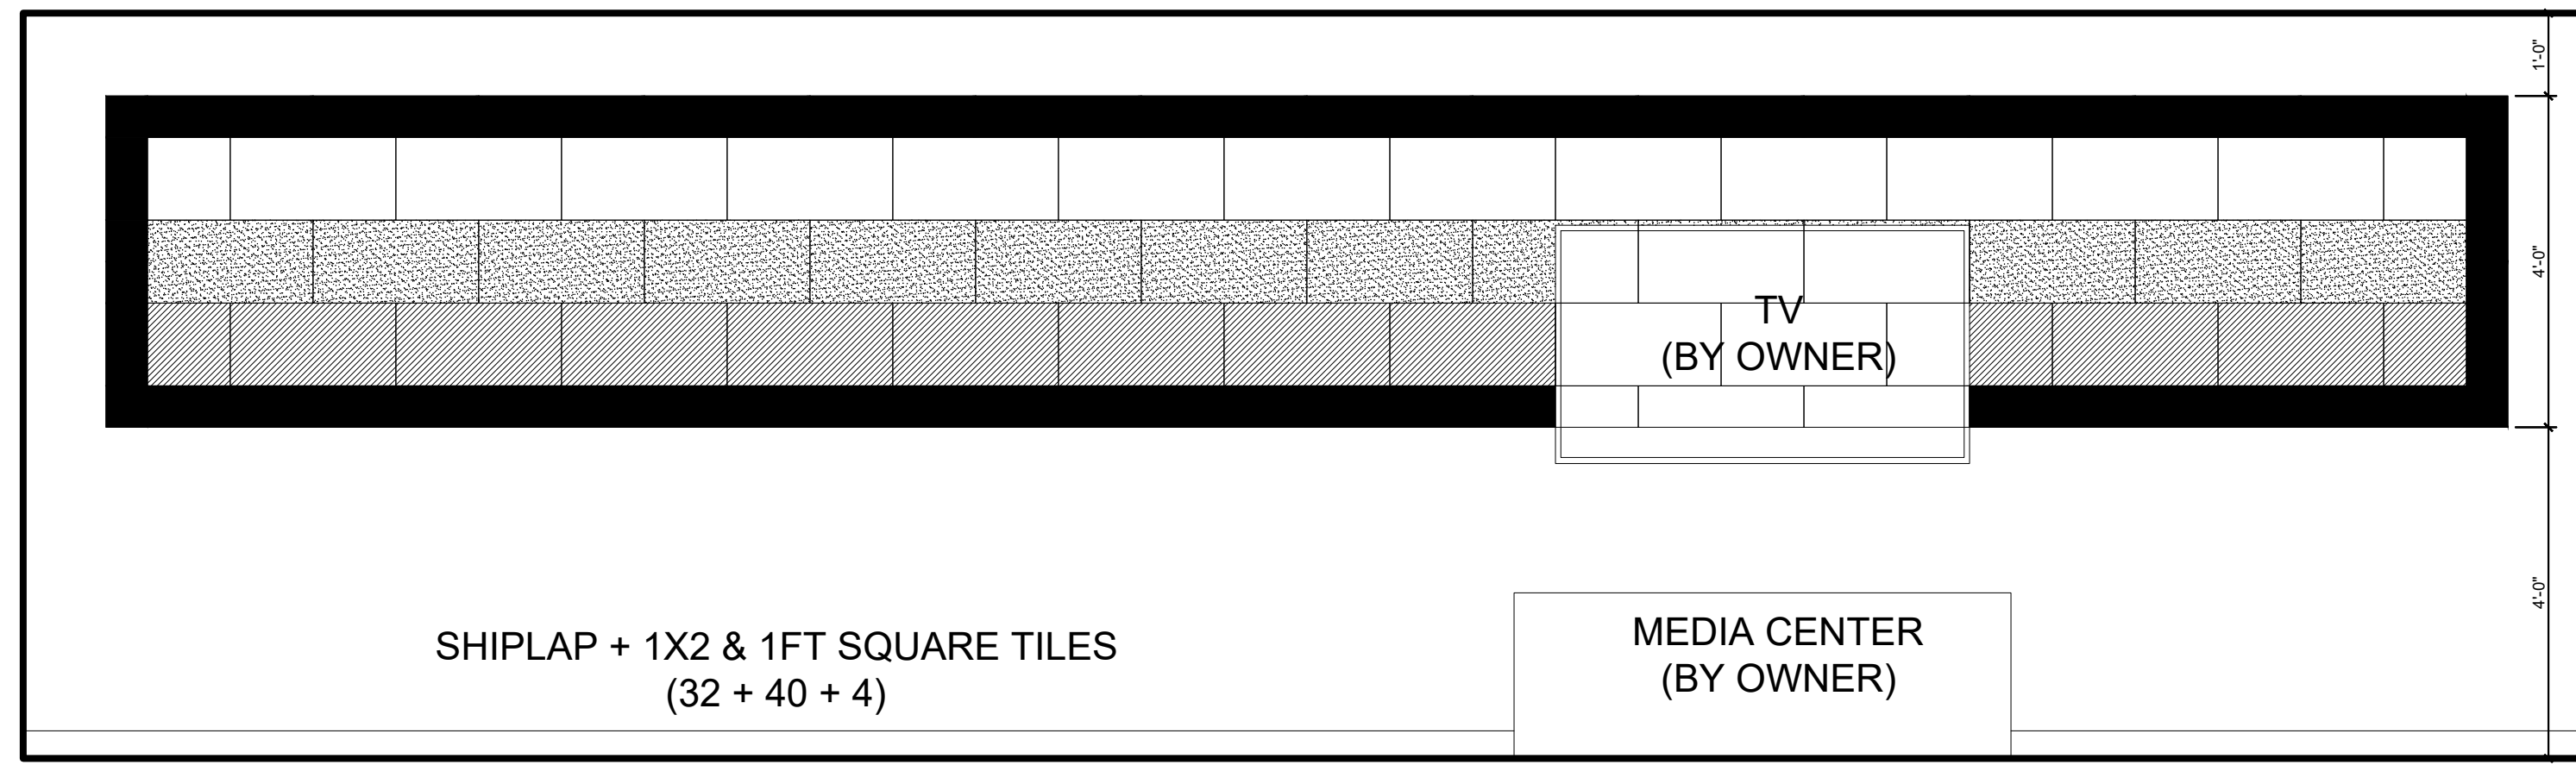 1'-0"
4'-0"
TV
(BY OWNER)
4'-0"
SHIPLAP + 1X2 & 1FT SQUARE TILES
(32 + 40 + 4)
MEDIA CENTER
(BY OWNER)